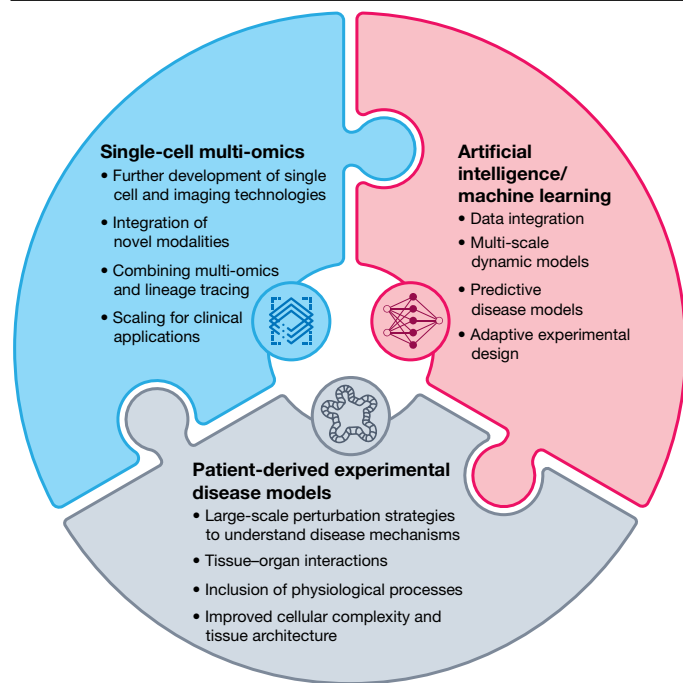 Single-cell multi-omics
• Further development of single
cell and imaging technologies
• Integration of
novel modalities
• Combining multi-omics
and lineage tracing
• Scaling for clinical
applications
Artificial
intelligence/
machine learning
• Data integration
• Multi-scale
dynamic models
• Predictive
disease models
• Adaptive experimental
design
Patient-derived experimental
disease models
• Large-scale perturbation strategies
to understand disease mechanisms
• Tissue–organ interactions
• Inclusion of physiological processes
• Improved cellular complexity and
tissue architecture